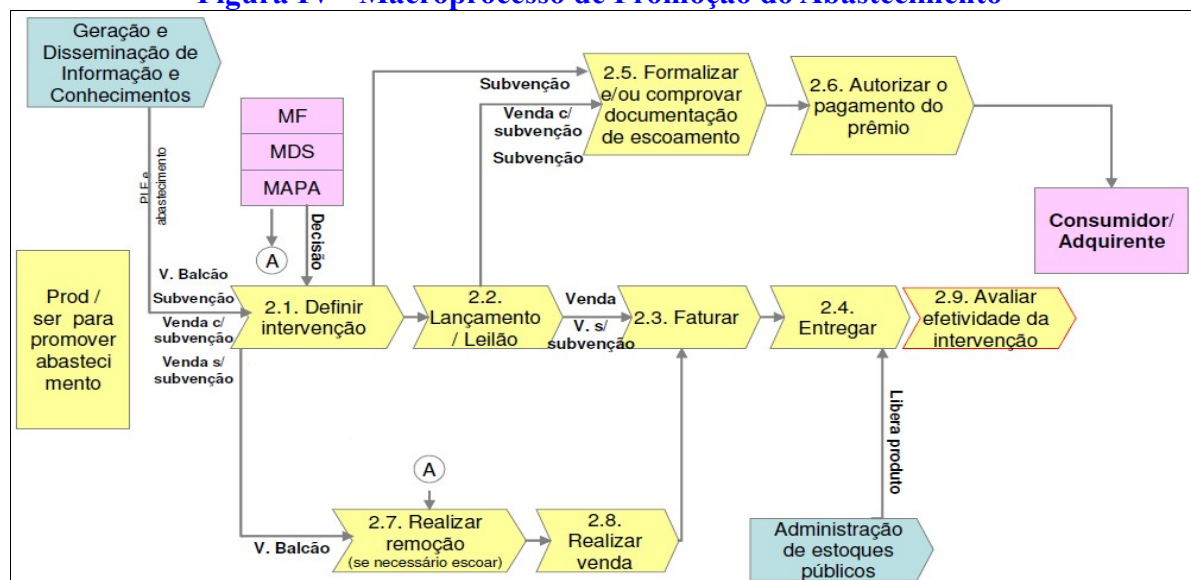 Figura IV – Macroprocesso de Promoção do Abastecimento
Geração e
Disseminação de
Informação e
Conhecimentos
MF
MDS
MAPA
A
Decisão
abastecimento
Subvenção
Venda c/
subvenção
Subvenção
2.5. Formalizar
e/ou comprovar
documentação
de escoamento
2.6. Autorizar o
pagamento do
prêmio
Consumidor/
Adquirente
Prod /
ser para
promover
abasteci
mento
V. Balcão
Subvenção
Venda c/
subvenção
Venda s/
subvenção
2.1. Definir
intervenção
2.2.
Lançamento
/ Leilão
Venda
V. s/
subvenção
2.3. Faturar
2.4.
Entregar
2.9. Avaliar
efetividade da
intervenção
Libera produto
A
V. Balcão
2.7. Realizar
remoção
(se necessário escoar)
2.8.
Realizar
venda
Administração
de estoques
públicos